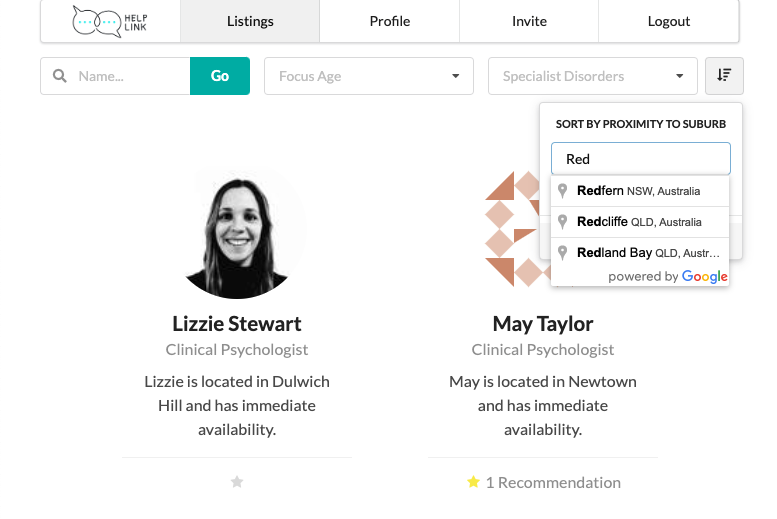 HELP
LINK
Listings
Profile
Invite
Logout
Name...
Go
Focus Age
Specialist Disorders
SORT BY PROXIMITY TO SUBURB
Red
Redfern NSW, Australia
Redcliffe QLD, Australia
Redland Bay QLD, Austr...
powered by Google
Lizzie Stewart
Clinical Psychologist
Lizzie is located in Dulwich
Hill and has immediate
availability.
May Taylor
Clinical Psychologist
May is located in Newtown
and has immediate
availability.
1 Recommendation